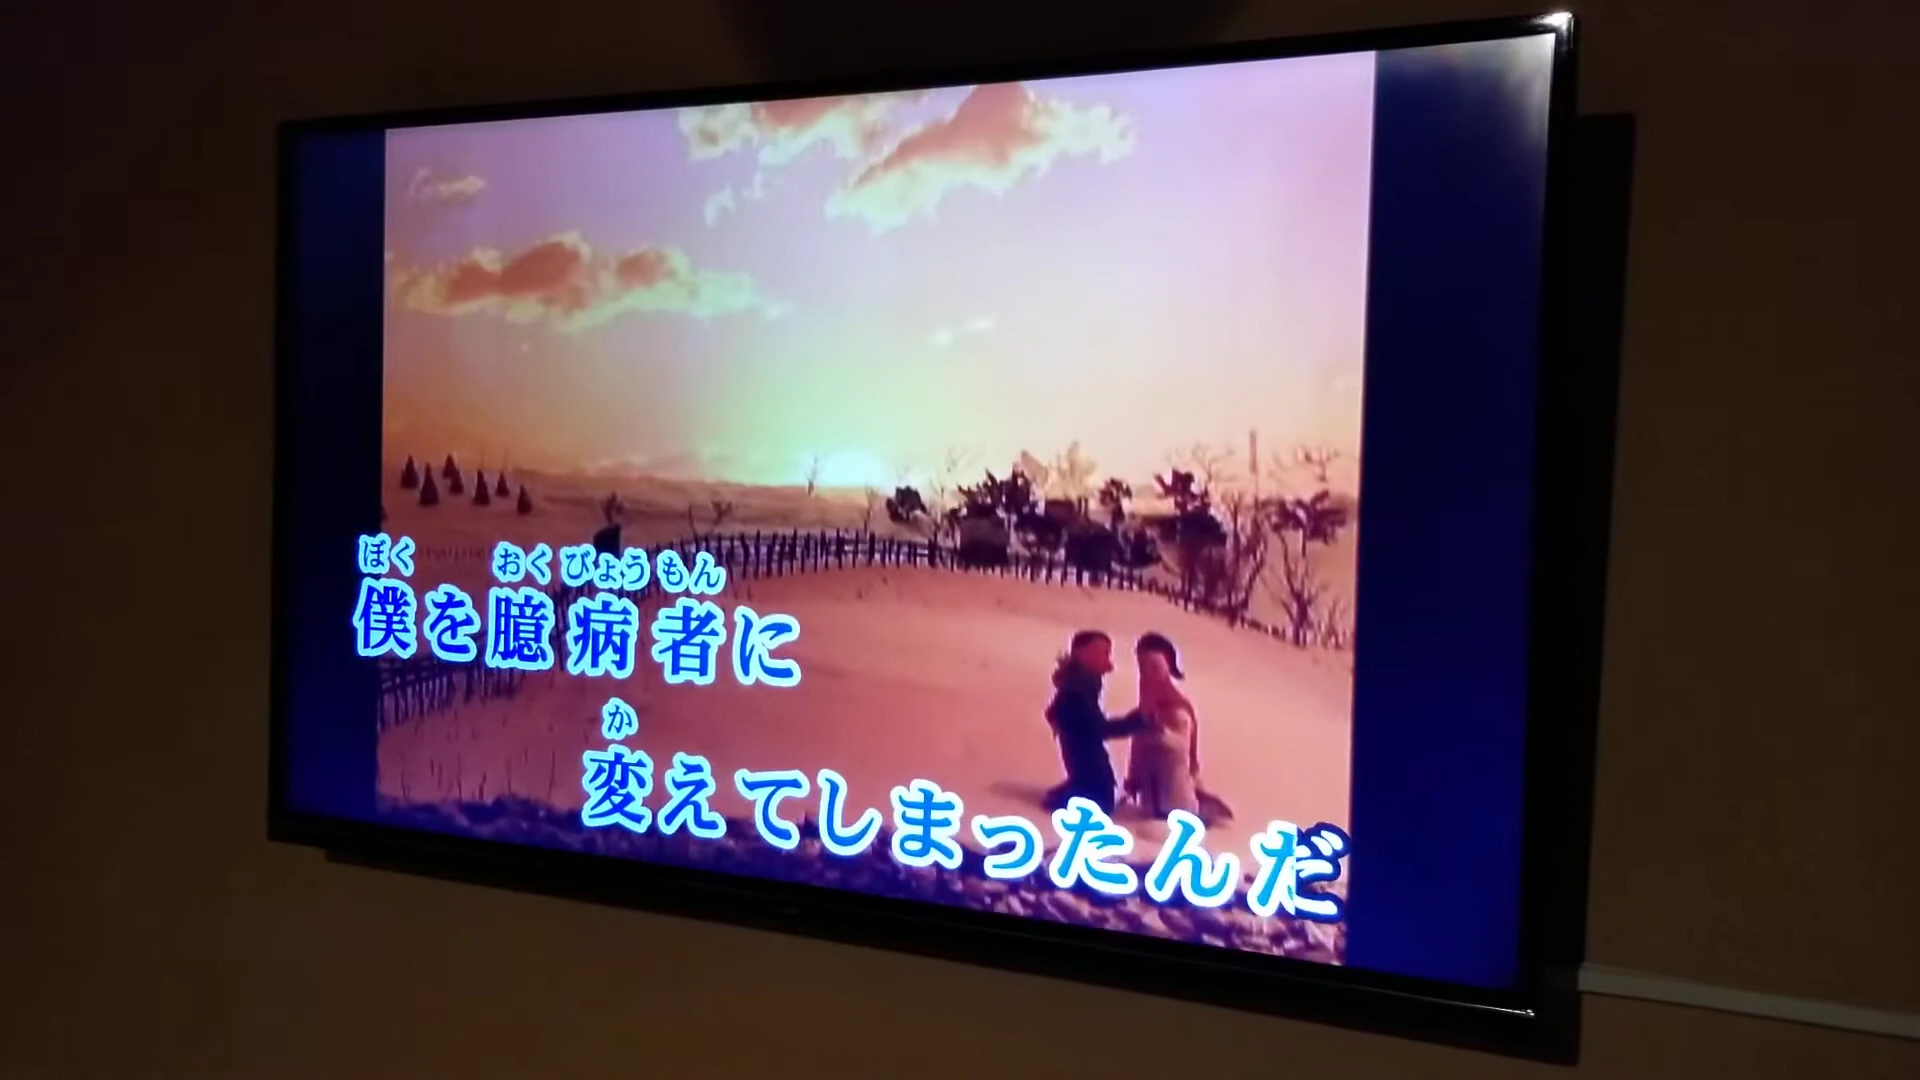 ぼく おくびょうもん
僕を臆病者に
か
変えてしまったんだ